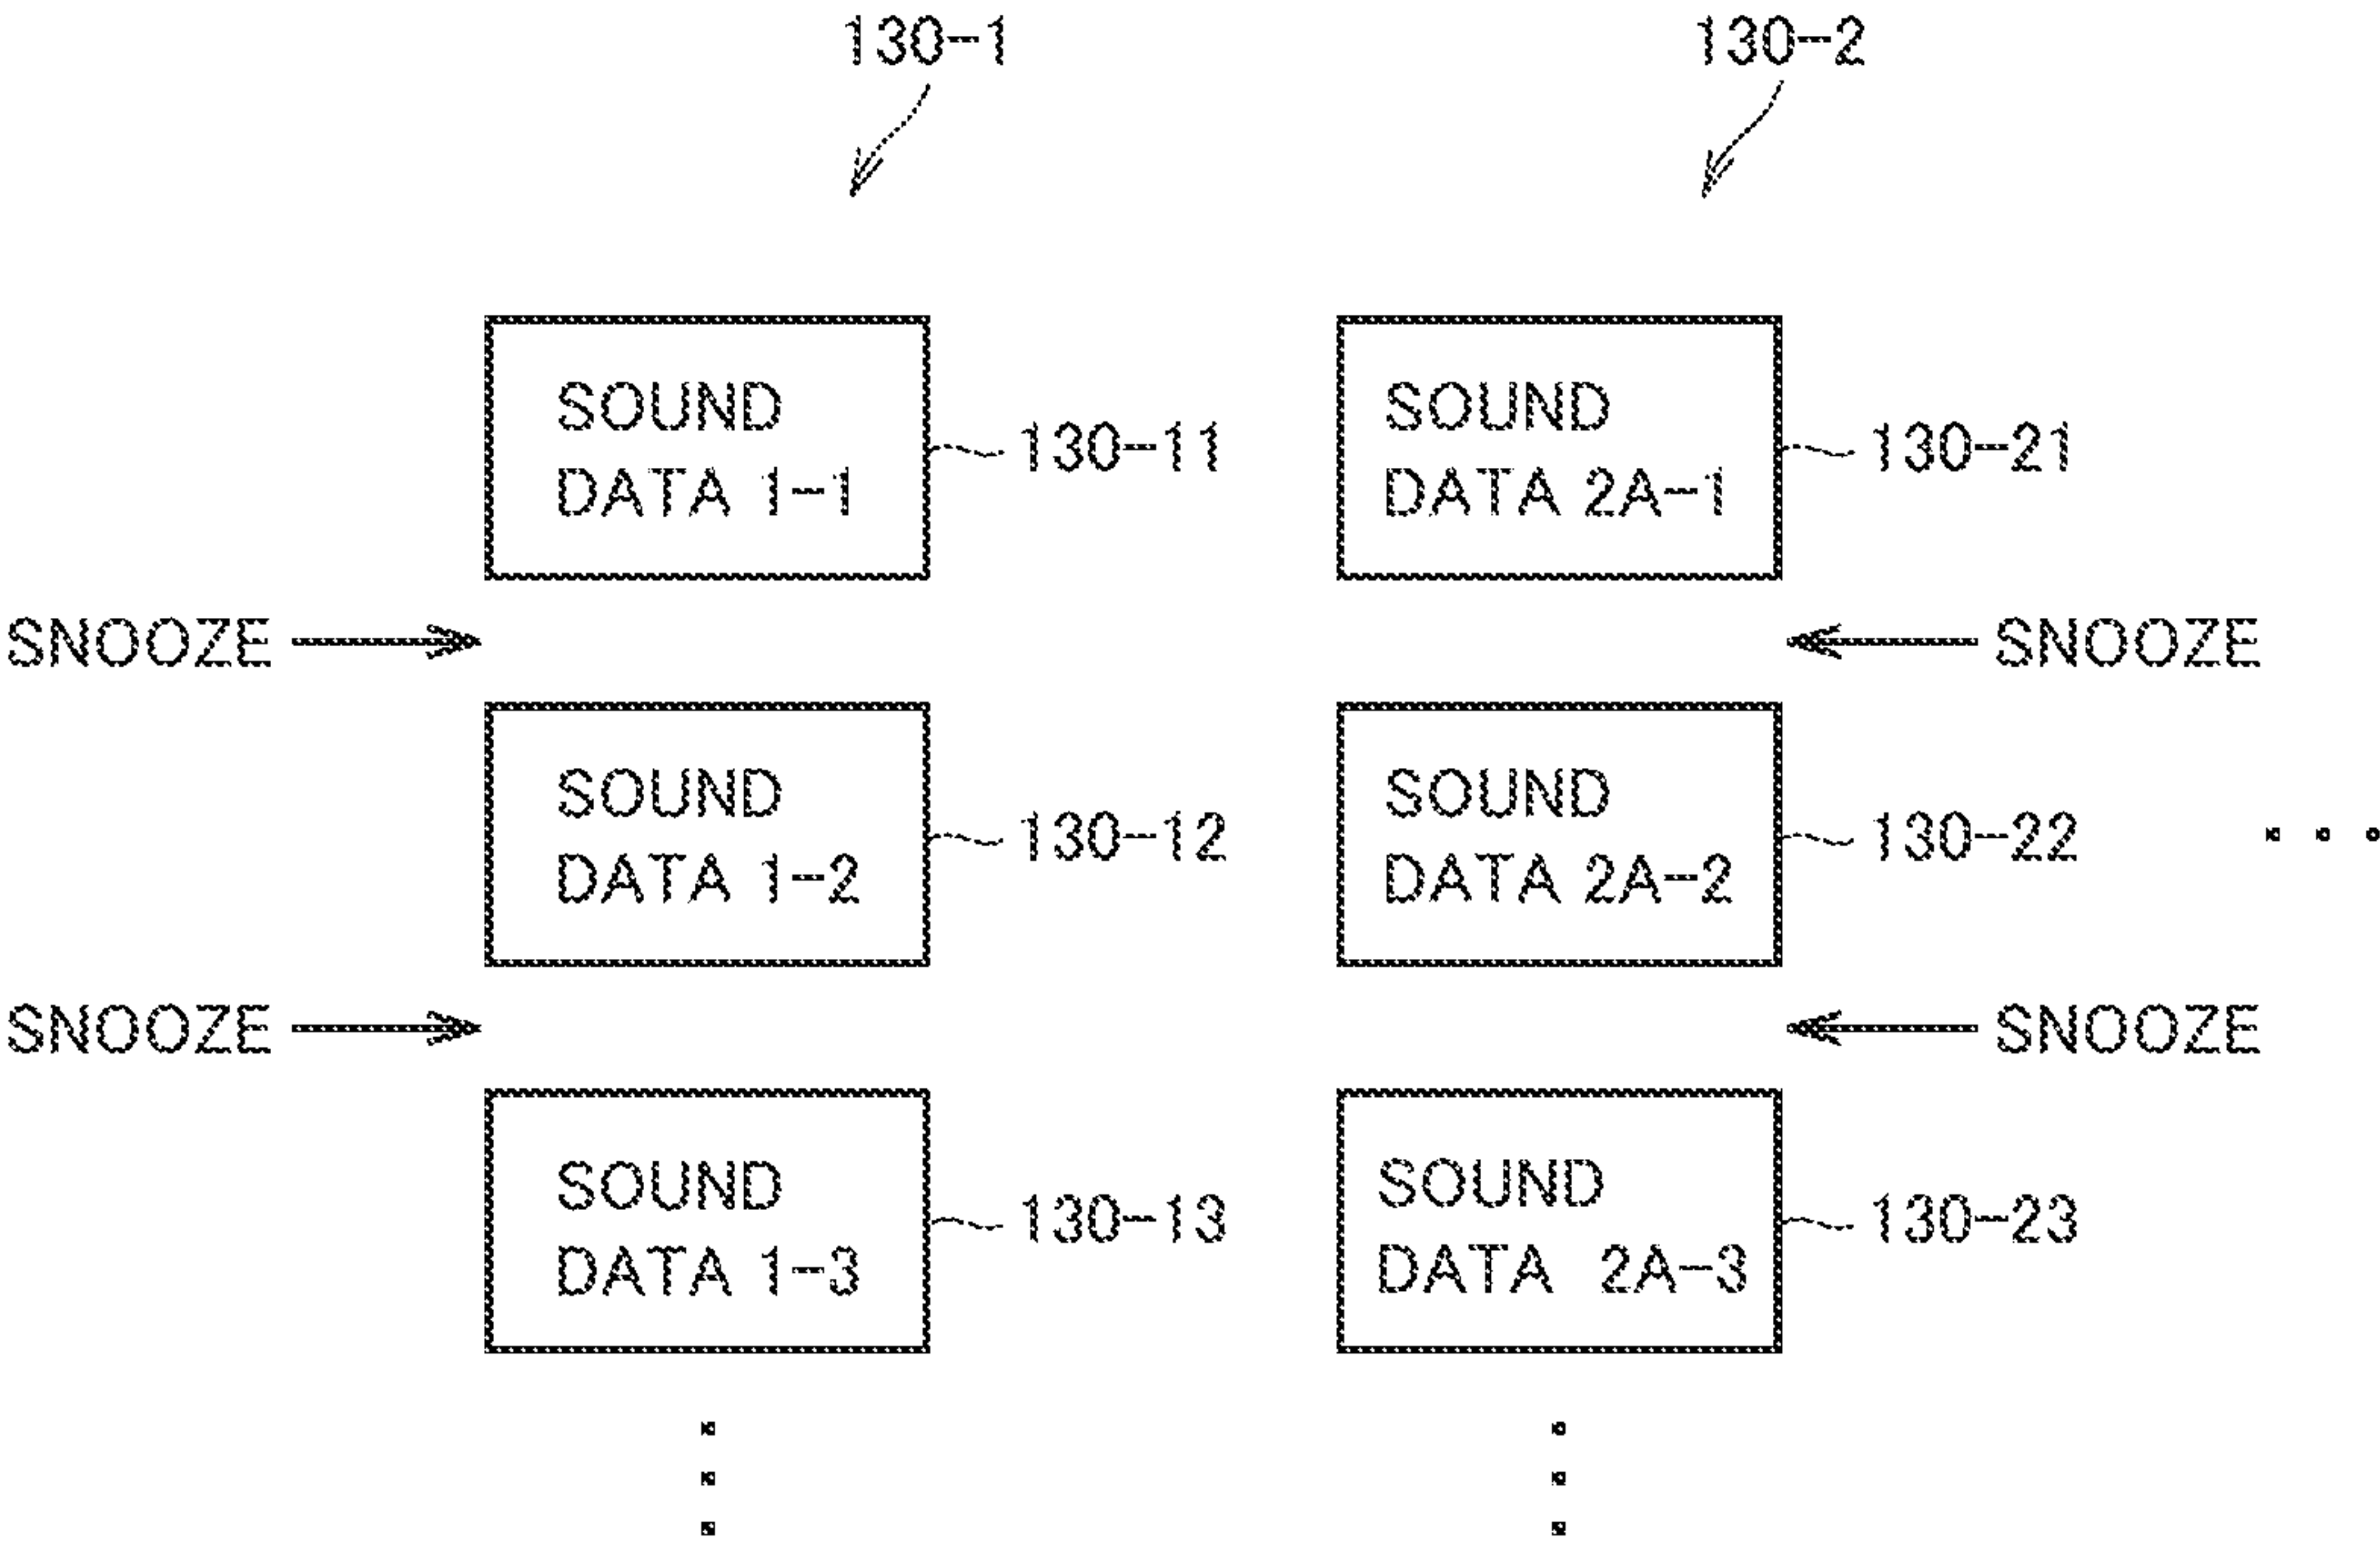 130-1
130-2
SOUND
DATA 1-1
130-11
SOUND
DATA 2A-1
130-21
SNOOZE
SNOOZE
SOUND
DATA 1-2
130-12
SOUND
DATA 2A-2
130-22
. . .
SNOOZE
SNOOZE
SOUND
DATA 1-3
130-13
SOUND
DATA 2A-3
130-23